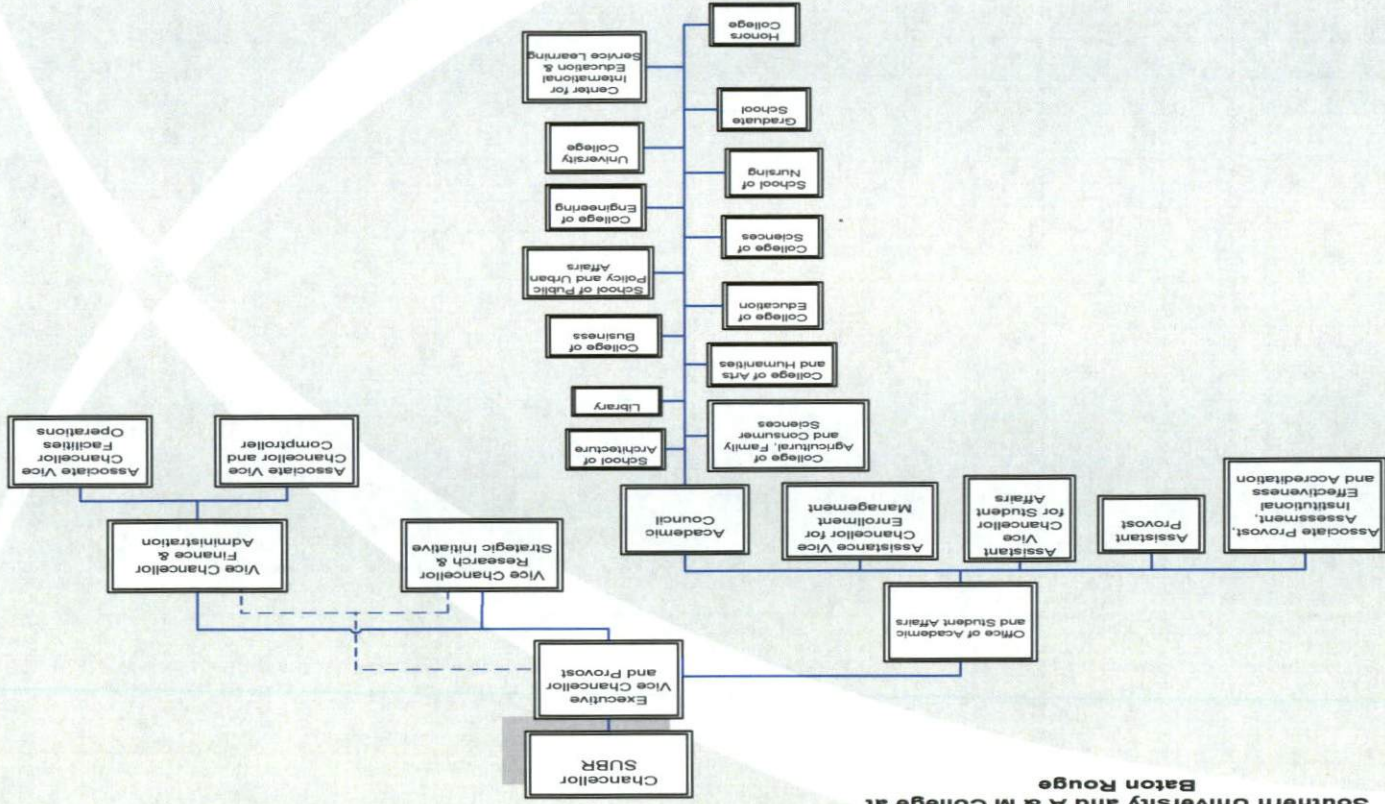 Southern University and A & M College at
Baton Rouge
Chancellor
SUBR
Executive
Vice Chancellor
and Provost
Office of Academic
and Student Affairs
Vice Chancellor
Research &
Strategic Initiative
Vice Chancellor
Finance &
Administration
Associate Provost,
Assessment,
Institutional
Effectiveness
and Accreditation
Assistant
Provost
Assistant
Vice
Chancellor
for Student
Affairs
Assistance Vice
Chancellor for
Enrollment
Management
Academic
Council
Associate Vice
Chancellor and
Comptroller
Associate Vice
Chancellor
Facilities
Operations
College of
Agricultural, Family,
and Consumer
Sciences
School of
Architecture
Library
College of Arts
and Humanities
College of
Business
College of
Education
School of Public
Policy and Urban
Affairs
College of
Sciences
College of
Engineering
School of
Nursing
University
College
Graduate
School
Center for
International
Education &
Service Learning
Honors
College